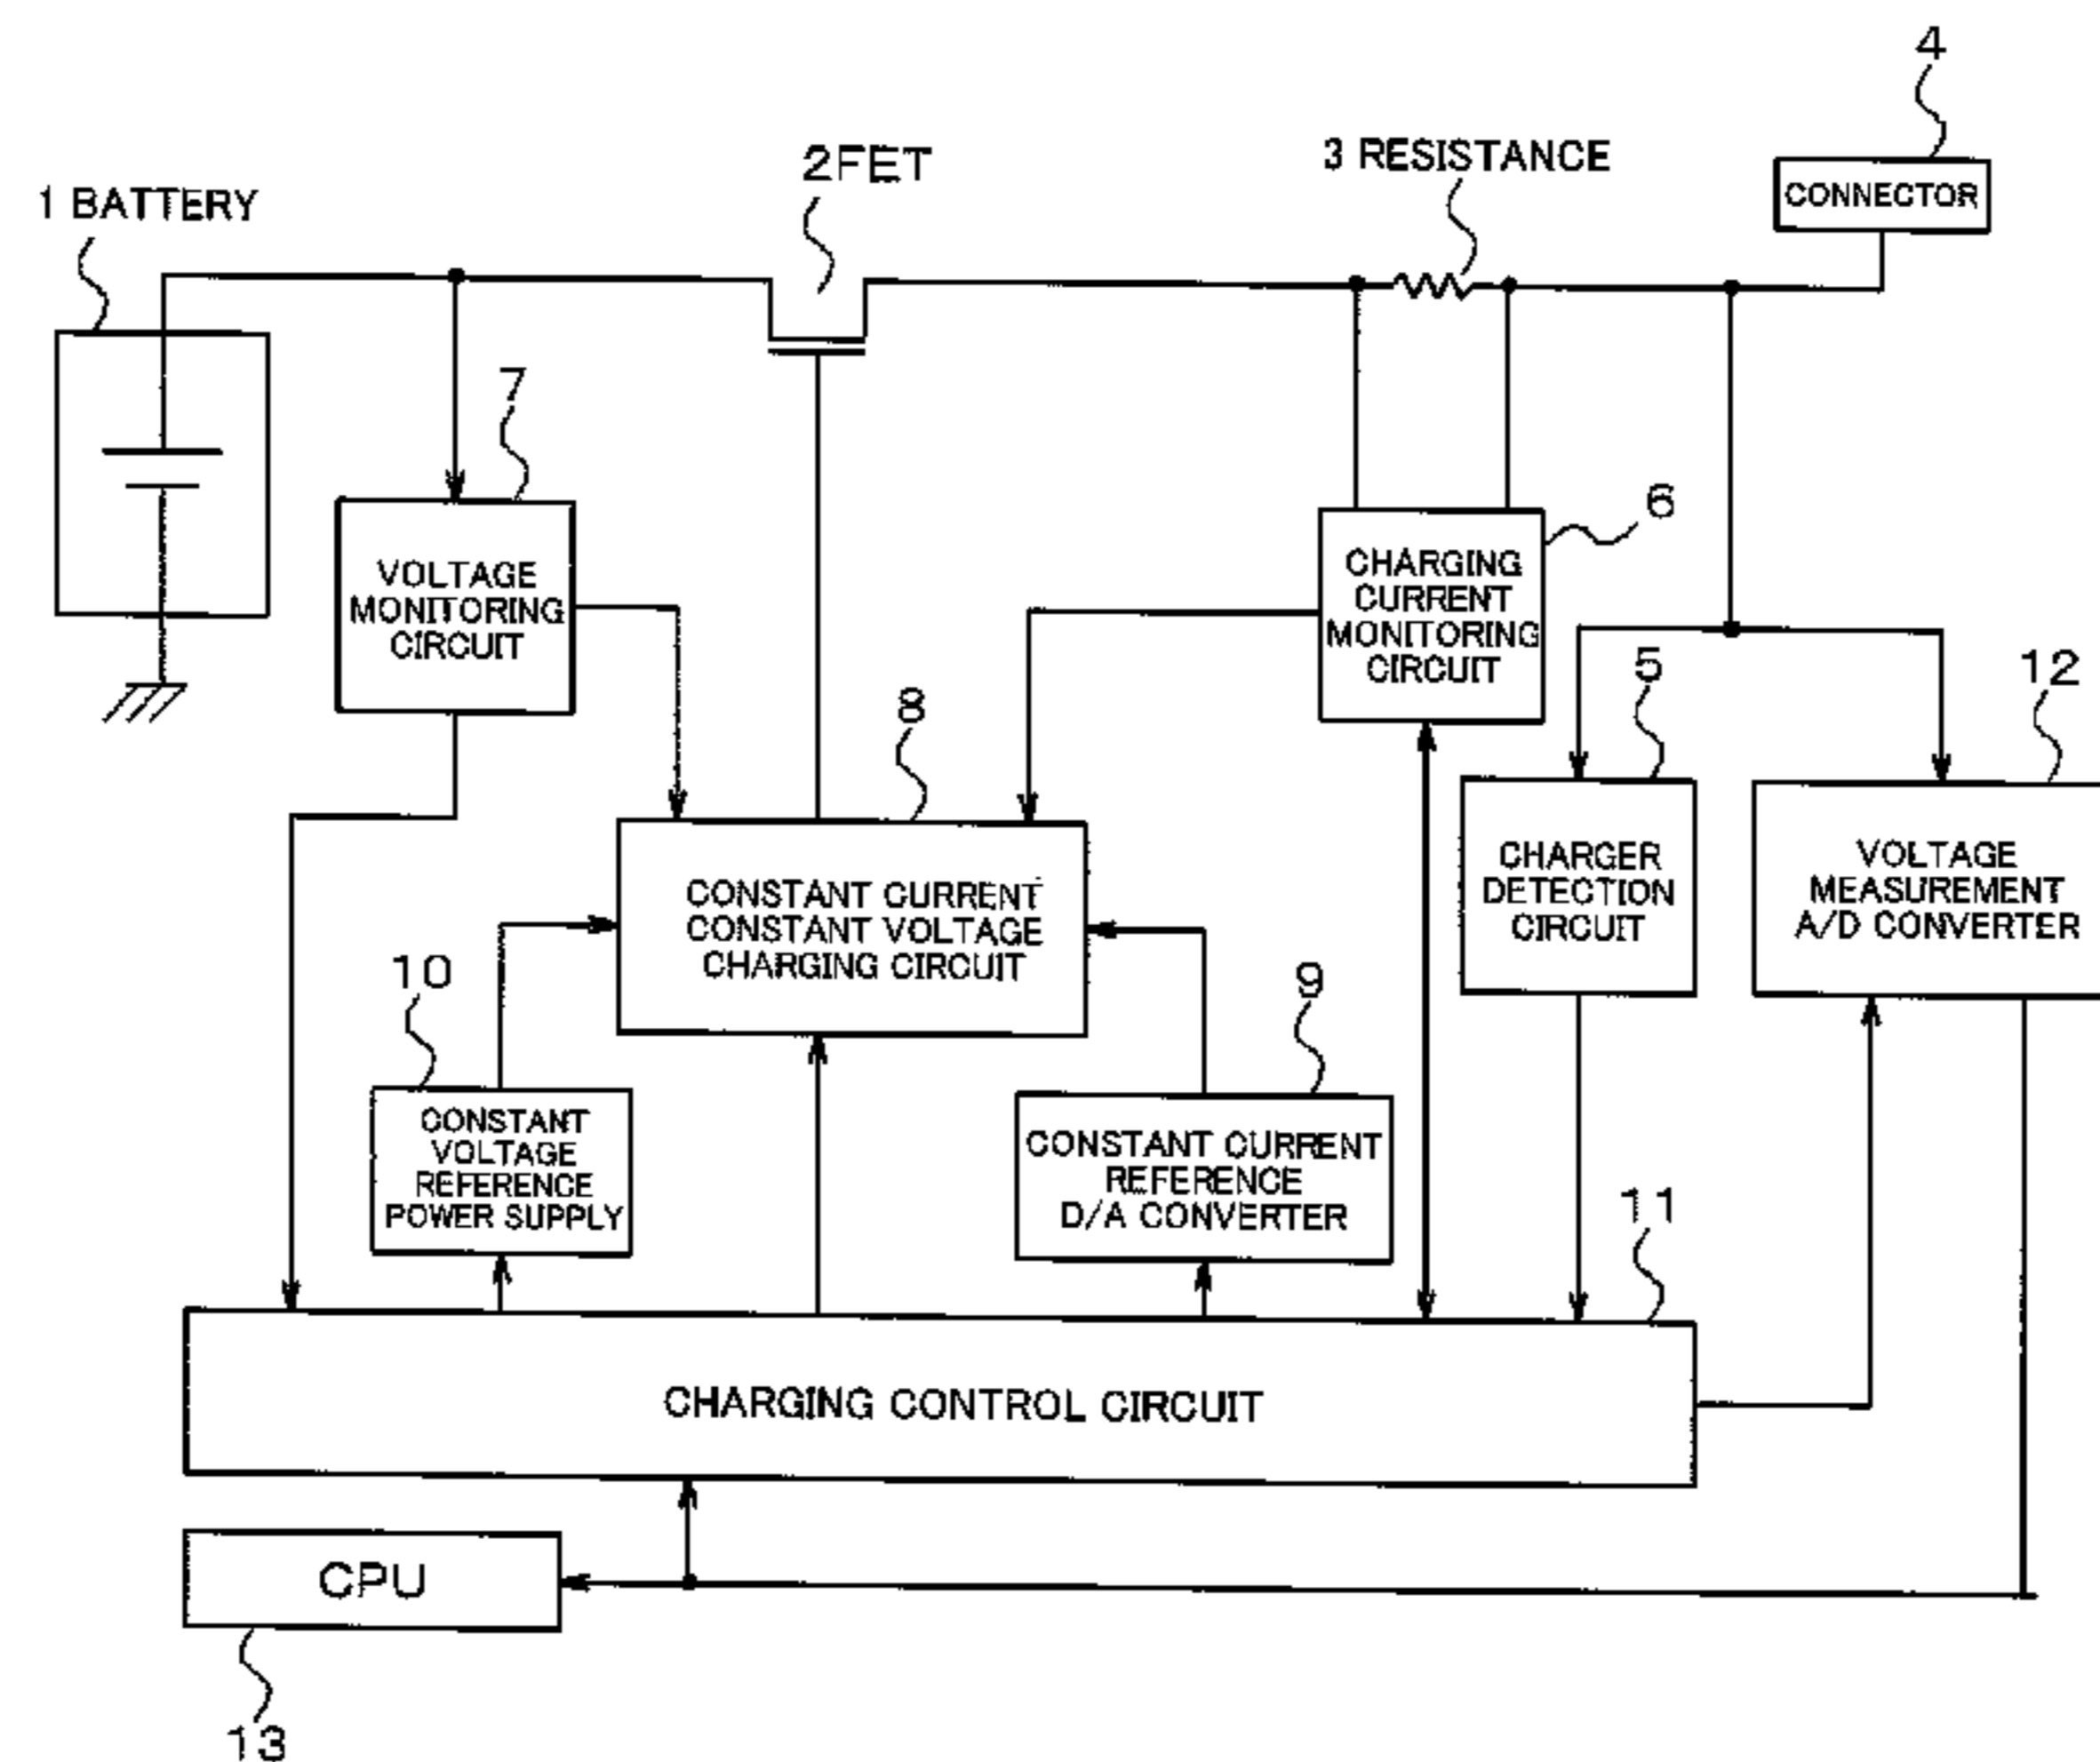 4
3 RESISTANCE
2FET
CONNECTOR
1 BATTERY
7
6
VOLTAGE
MONITORING
CIRCUIT
CHARGING
CURRENT
MONITORING
CIRCUIT
5
12
8
CHARGER
DETECTION
CIRCUIT
VOLTAGE
MEASUREMENT
A/D CONVERTER
CONSTANT CURRENT
CONSTANT VOLTAGE
CHARGING CIRCUIT
10
9
CONSTANT
VOLTAGE
REFERENCE
POWER SUPPLY
CONSTANT CURRENT
REFERENCE
D/A CONVERTER
11
CHARGING CONTROL CIRCUIT
CPU
13